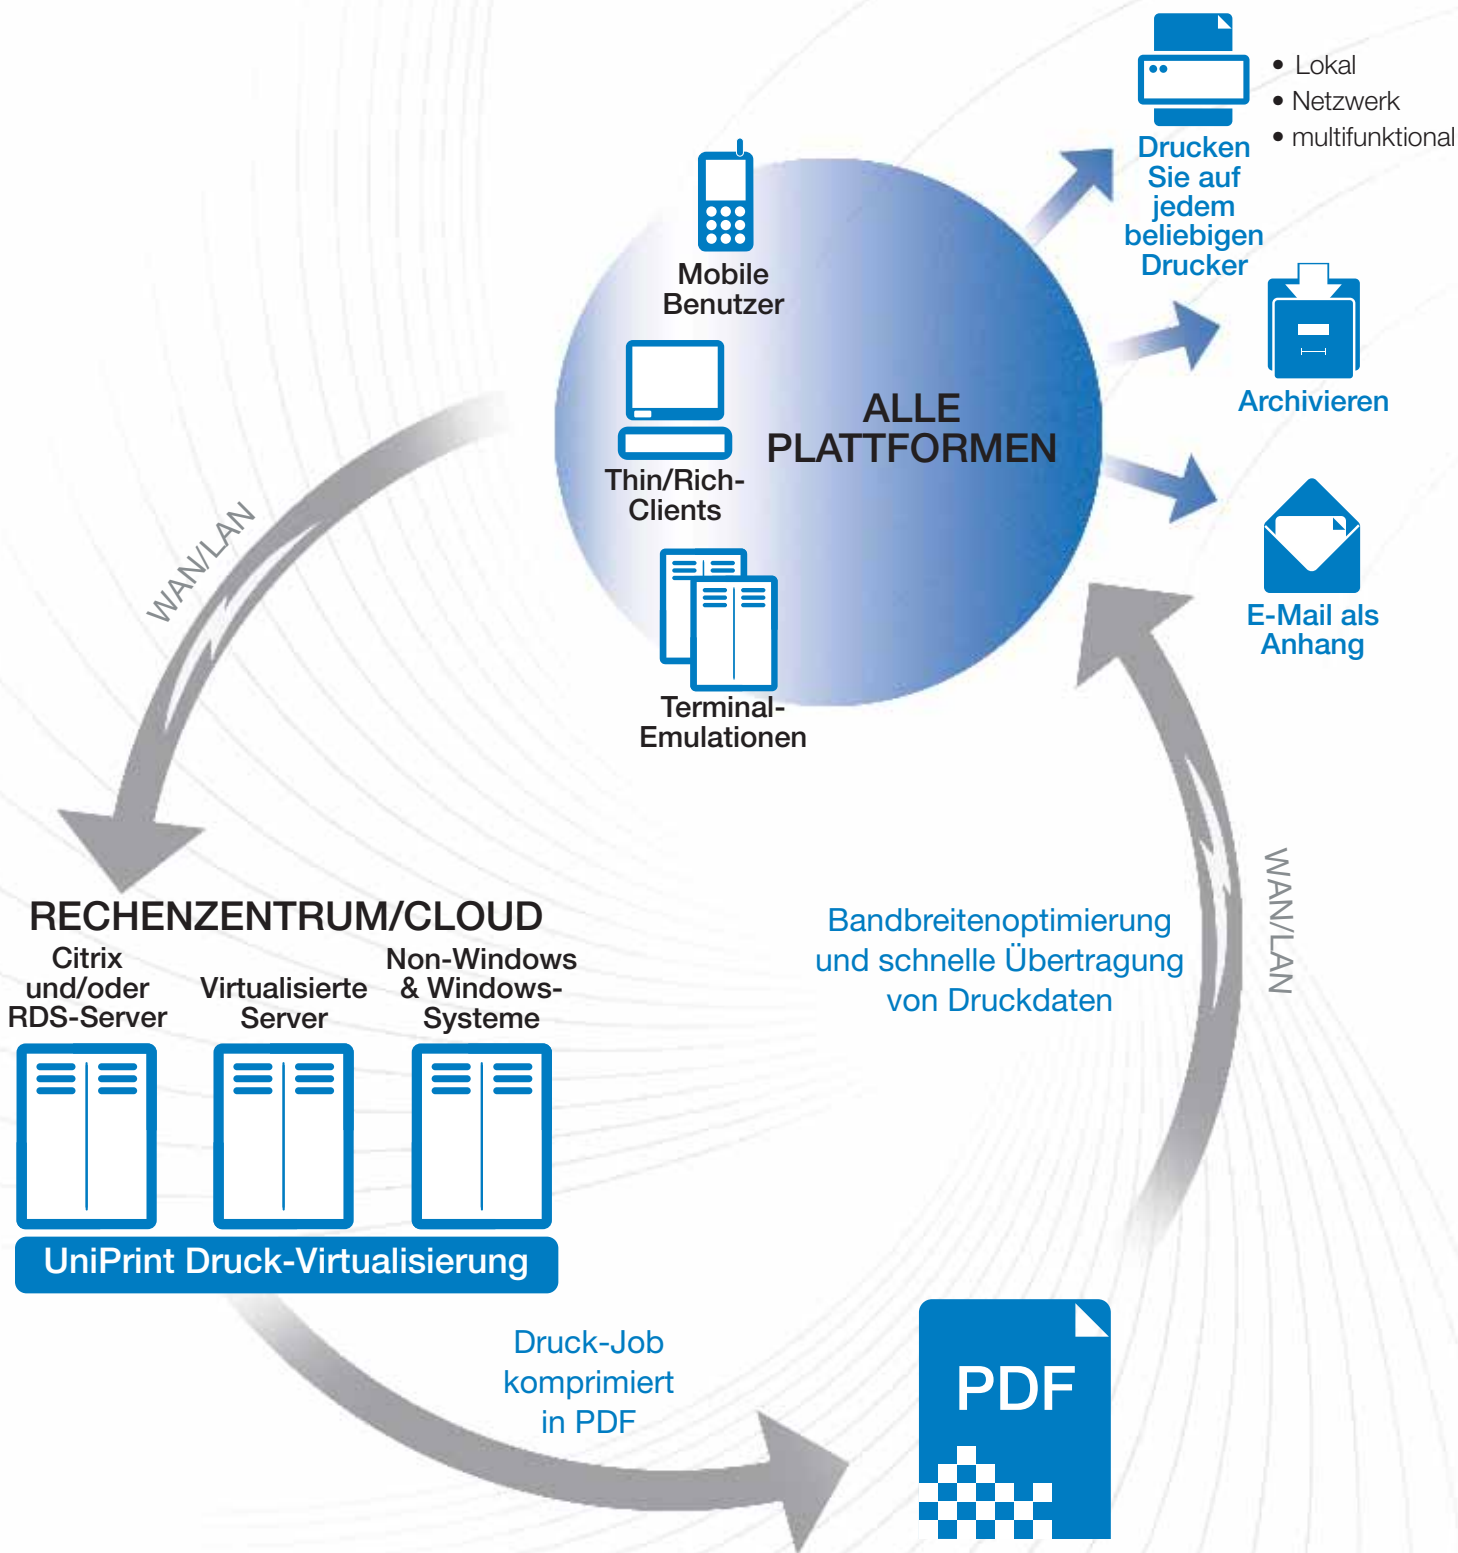 • Lokal
• Netzwerk
• multifunktional
Drucken
Sie auf
jedem
beliebigen
Drucker
Mobile
Benutzer
Archivieren
ALLE
PLATTFORMEN
Thin/Rich-
Clients
WAN/LAN
E-Mail als
Anhang
Terminal-
Emulationen
RECHENZENTRUM/CLOUD
Citrix
und/oder
RDS-Server
Virtualisierte
Server
Non-Windows
& Windows-
Systeme
Bandbreitenoptimierung
und schnelle Übertragung
von Druckdaten
WAN/LAN
UniPrint Druck-Virtualisierung
Druck-Job
komprimiert
in PDF
PDF